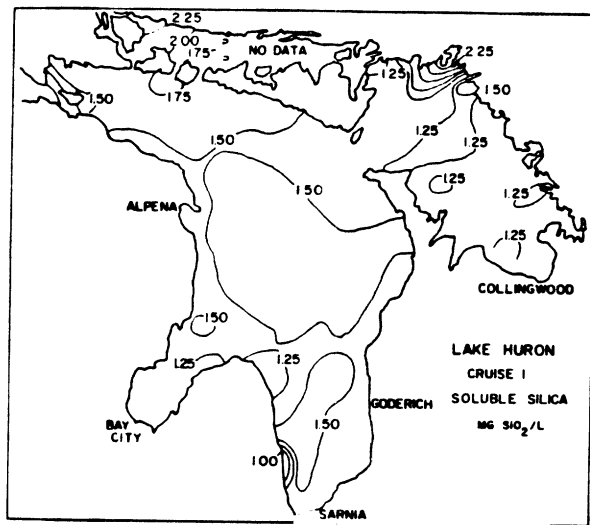 2.25
2.00
1.75
NO DATA
2.25
1.25
1.50
1.50
1.75
1.50
1.25
1.25
1.50
1.25
1.25
ALPENA
1.25
COLLINGWOOD
1.50
LAKE HURON
CRUISE I
SOLUBLE SILICA
MG SIO2/L
1.25
1.25
GODERICH
BAY
CITY
1.50
1.00
SARNIA